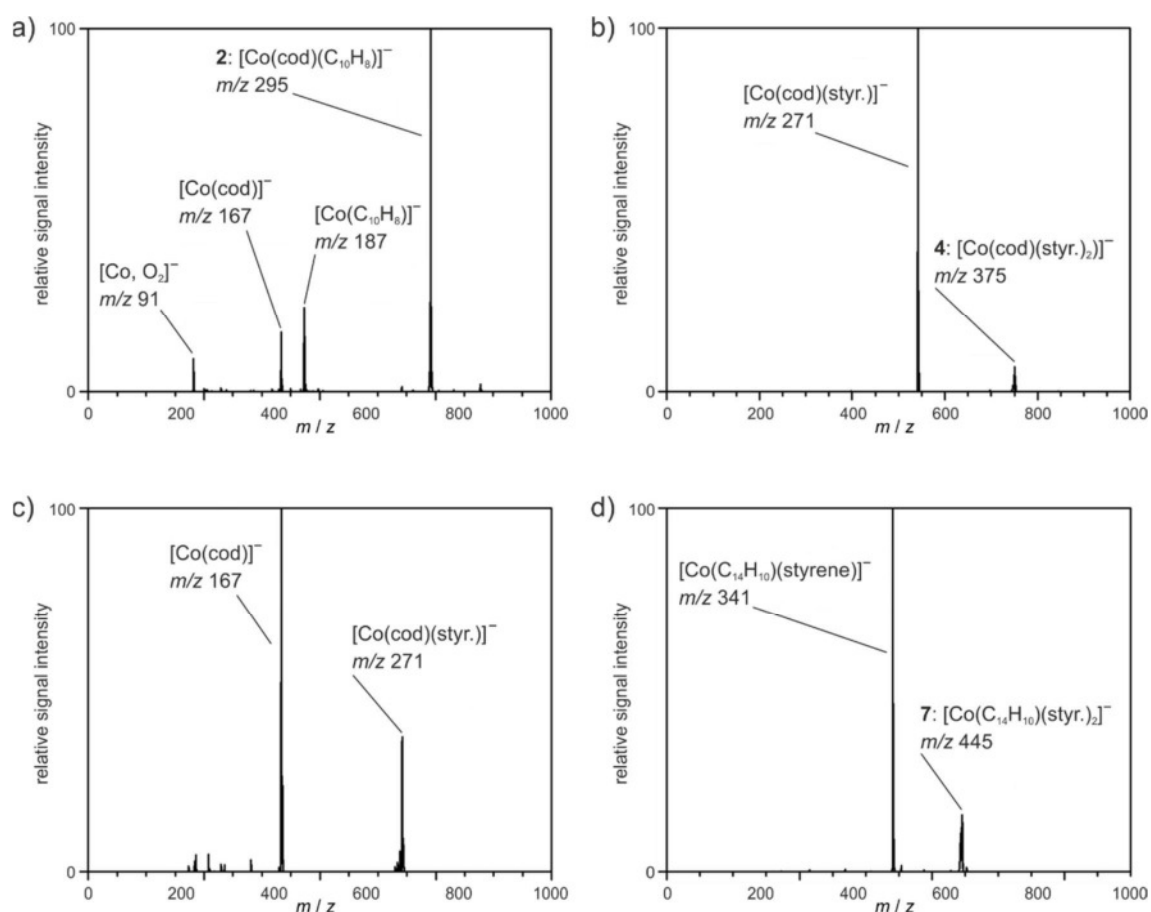 a)
100
relative signal intensity
2: [Co(cod)(C₁₀H₈)]⁻
m/z 295
[Co(cod)]⁻
m/z 167
[Co(C₁₀H₈)]⁻
m/z 187
[Co, O₂]⁻
m/z 91
0
0 200 400 600 800 1000
m / z
b)
100
relative signal intensity
[Co(cod)(styr.)]⁻
m/z 271
4: [Co(cod)(styr.)₂)]⁻
m/z 375
0
0 200 400 600 800 1000
m / z
c)
100
relative signal intensity
[Co(cod)]⁻
m/z 167
[Co(cod)(styr.)]⁻
m/z 271
0
0 200 400 600 800 1000
m / z
d)
100
relative signal intensity
[Co(C₁₄H₁₀)(styrene)]⁻
m/z 341
7: [Co(C₁₄H₁₀)(styr.)₂]⁻
m/z 445
0
0 200 400 600 800 1000
m / z